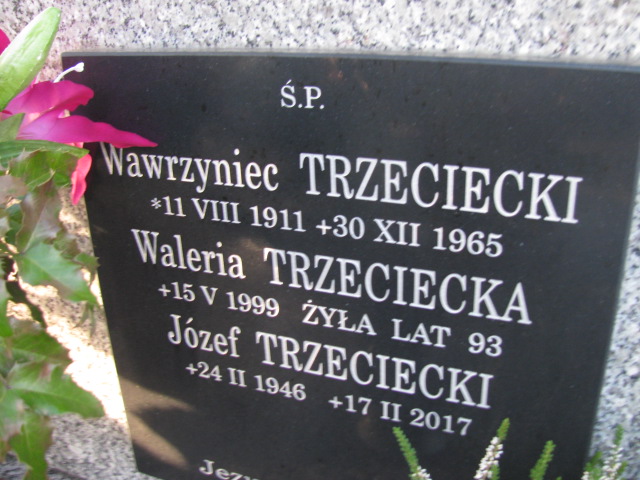 Ś.P.
Wawrzyniec TRZECIECKI
*11 VIII 1911 +30 XII 1965
Waleria TRZECIECKA
+15 V 1999 ŻYŁA LAT 93
Józef TRZECIECKI
+24 II 1946 +17 II 2017